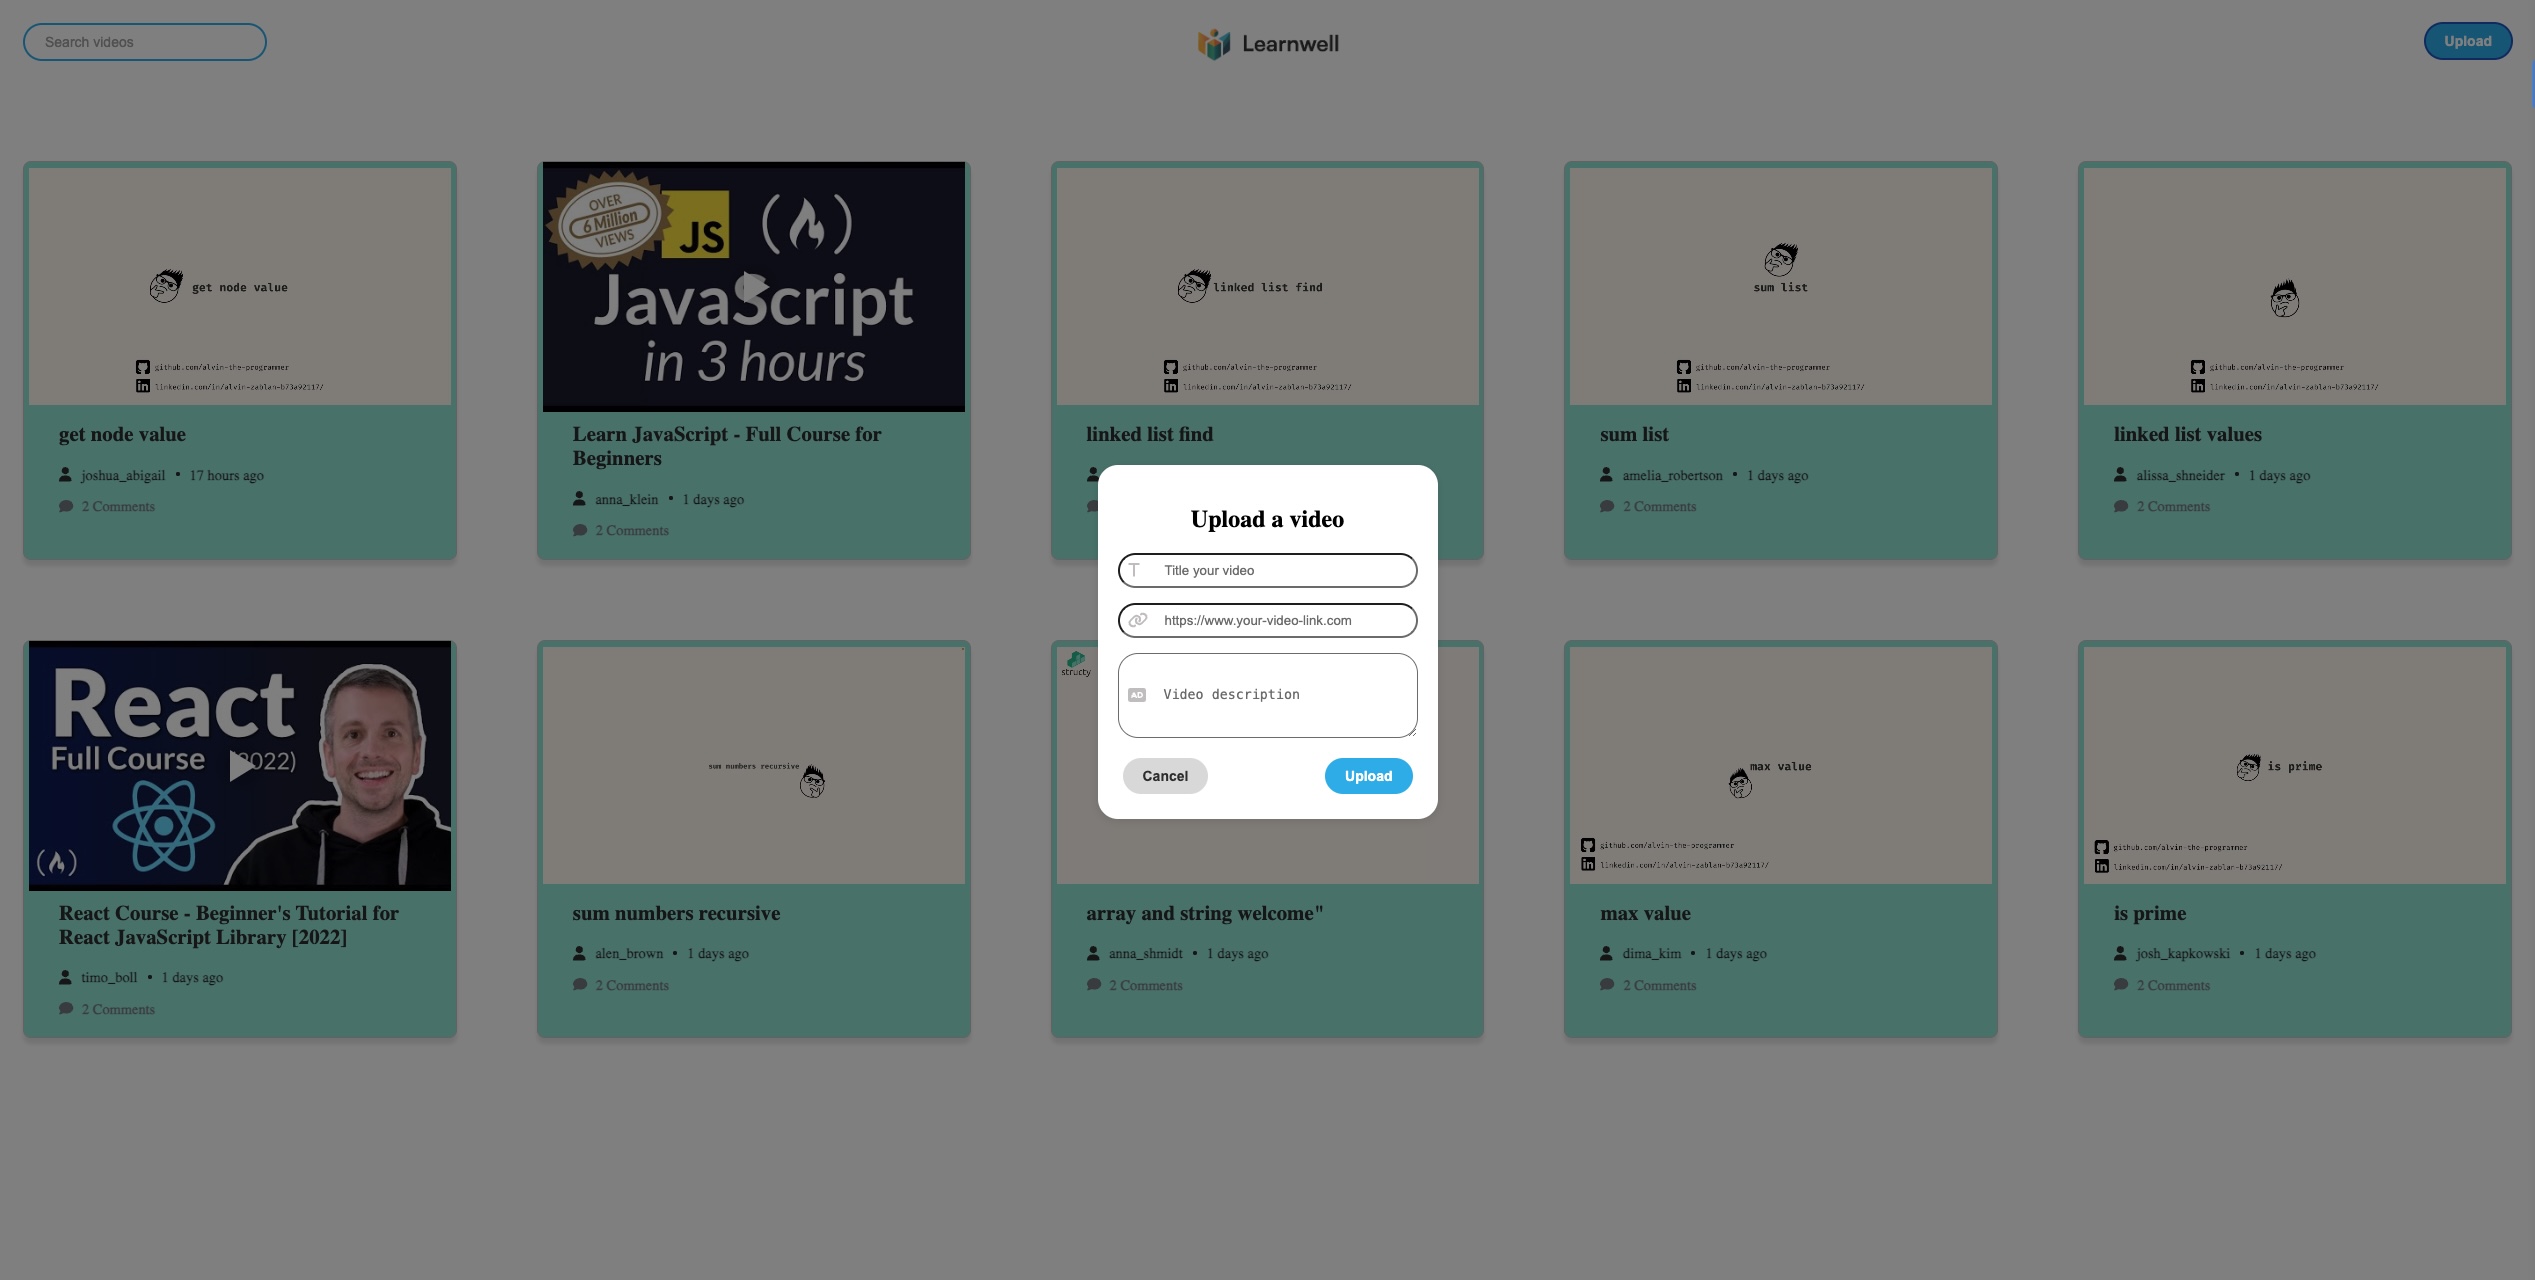 Search videos
Learnwell
Upload
get node value
github.com/alvin-the-programmer
linkedin.com/in/alvin-zablan-b73a92117/
get node value
joshua_abigail • 17 hours ago
2 Comments
OVER
6 Million
VIEWS
JS
JavaScript
in 3 hours
Learn JavaScript - Full Course for
Beginners
anna_klein • 1 days ago
2 Comments
linked list find
github.com/alvin-the-programmer
linkedin.com/in/alvin-zablan-b73a92117/
linked list find
sum list
github.com/alvin-the-programmer
linkedin.com/in/alvin-zablan-b73a92117/
sum list
amelia_robertson • 1 days ago
2 Comments
github.com/alvin-the-programmer
linkedin.com/in/alvin-zablan-b73a92117/
linked list values
alissa_shneider • 1 days ago
2 Comments
Upload a video
T Title your video
https://www.your-video-link.com
AD Video description
Cancel
Upload
React
Full Course (2022)
React Course - Beginner's Tutorial for
React JavaScript Library [2022]
timo_boll • 1 days ago
2 Comments
sum numbers recursive
sum numbers recursive
alen_brown • 1 days ago
2 Comments
structy
array and string welcome"
anna_shmidt • 1 days ago
2 Comments
max value
github.com/alvin-the-programmer
linkedin.com/in/alvin-zablan-b73a92117/
max value
dima_kim • 1 days ago
2 Comments
is prime
github.com/alvin-the-programmer
linkedin.com/in/alvin-zablan-b73a92117/
is prime
josh_kapkowski • 1 days ago
2 Comments